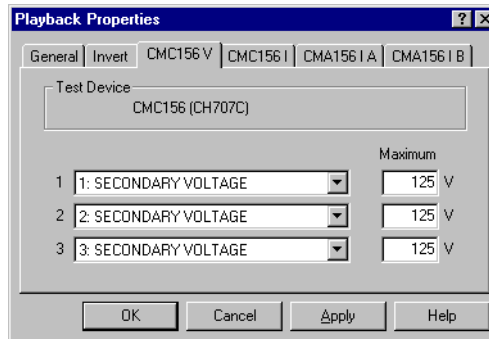 Playback Properties
General Invert CMC156 V CMC156 I CMA156 I A CMA156 I B
Test Device
CMC156 (CH707C)
Maximum
1 1: SECONDARY VOLTAGE 125 V
2 2: SECONDARY VOLTAGE 125 V
3 3: SECONDARY VOLTAGE 125 V
OK Cancel Apply Help